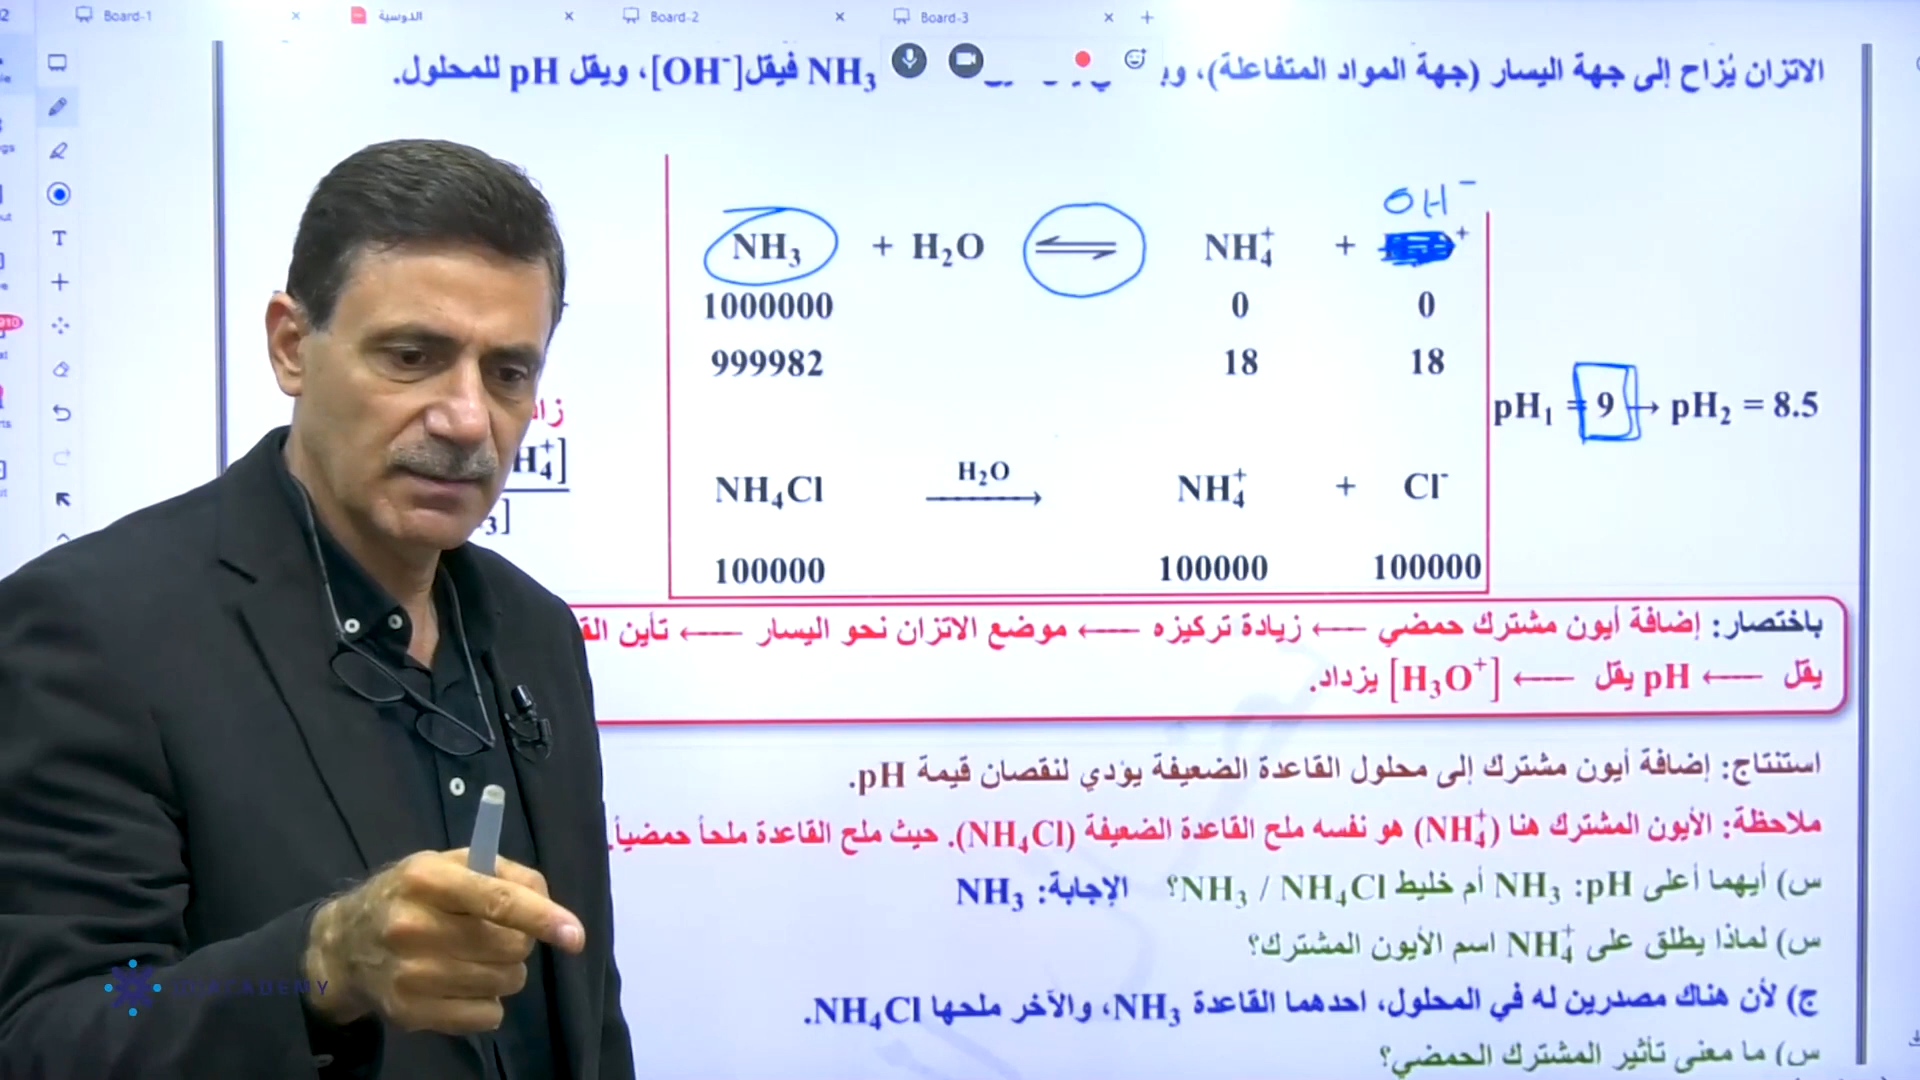 Board-1
الدوسية
Board-2
Board-3
الاتزان يُزاح إلى جهة اليسار (جهة المواد المتفاعلة)، NH₃ فيقل[OH⁻]، ويقل pH للمحلول.
OH⁻
NH₃ + H₂O ⇌ NH₄⁺ + +
1000000 0 0
999982 18 18
pH₁ = 9 → pH₂ = 8.5
H₄⁺]
₃]
NH₄Cl H₂O → NH₄⁺ + Cl⁻
100000 100000 100000
باختصار: إضافة أيون مشترك حمضي ← زيادة تركيزه ← موضع الاتزان نحو اليسار ← تأين
يقل ← pH يقل ← [H₃O⁺] يزداد.
استنتاج: إضافة أيون مشترك إلى محلول القاعدة الضعيفة يؤدي لنقصان قيمة pH.
ملاحظة: الأيون المشترك هنا (NH₄⁺) هو نفسه ملح القاعدة الضعيفة (NH₄Cl). حيث ملح القاعدة ملحاً حمضياً.
س) أيهما أعلى pH: NH₃ أم خليط NH₃ / NH₄Cl؟ الإجابة: NH₃
س) لماذا يطلق على NH₄⁺ اسم الأيون المشترك؟
ج) لأن هناك مصدرين له في المحلول، احدهما القاعدة NH₃، والآخر ملحها NH₄Cl.
س) ما معنى تأثير المشترك الحمضي؟